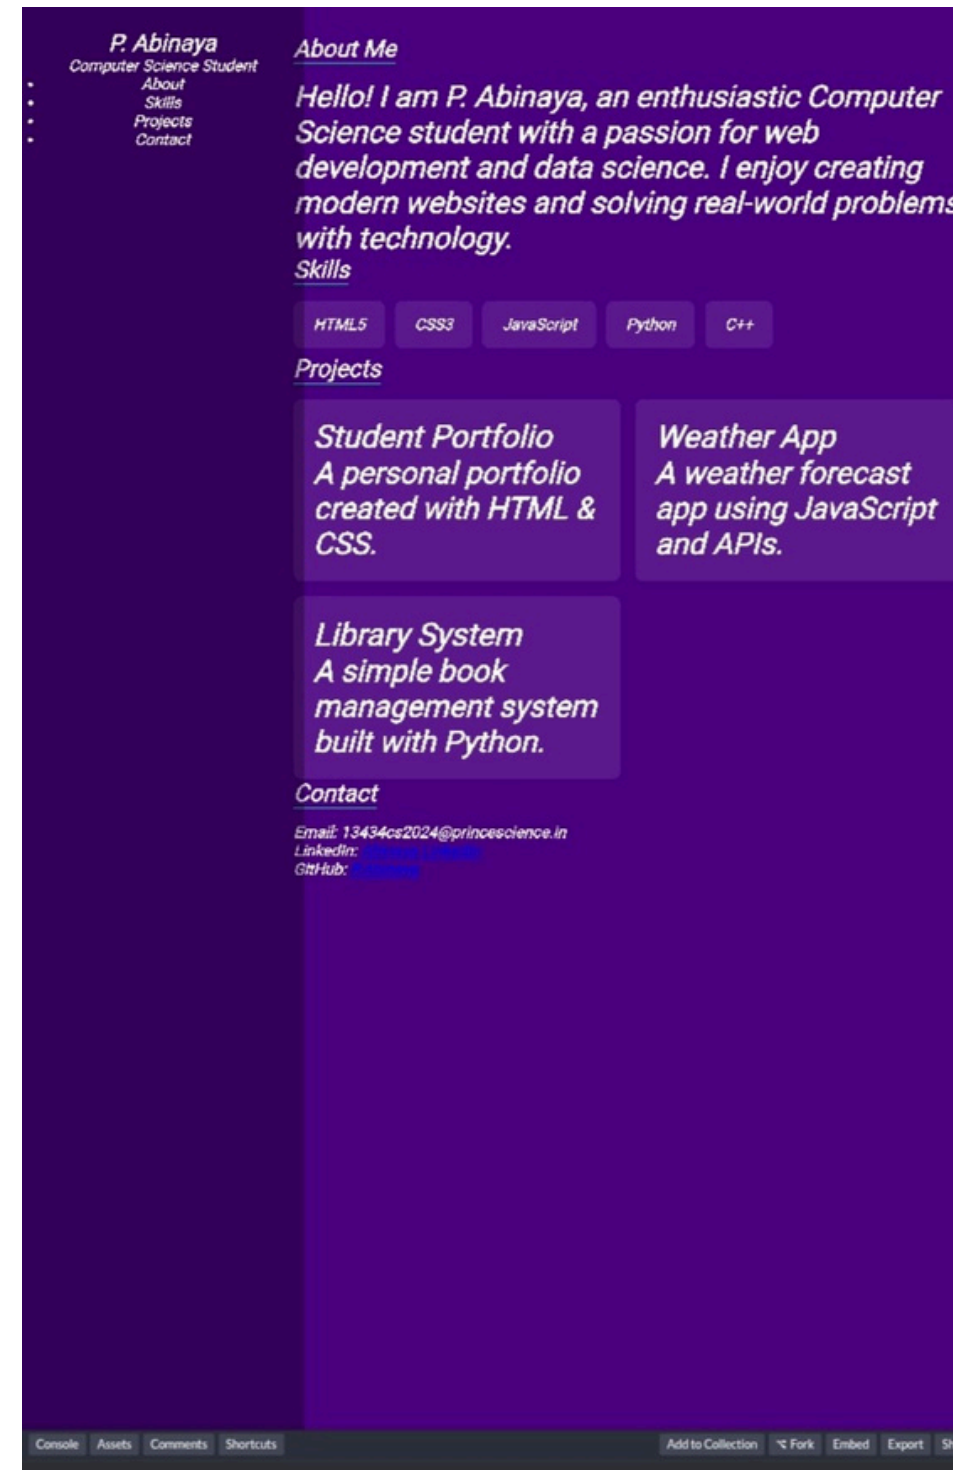 P. Abinaya
Computer Science Student
About
Skills
Projects
Contact
About Me
Hello! I am P. Abinaya, an enthusiastic Computer
Science student with a passion for web
development and data science. I enjoy creating
modern websites and solving real-world problems
with technology.
Skills
HTML5 CSS3 JavaScript Python C++
Projects
Student Portfolio
A personal portfolio
created with HTML &
CSS.
Weather App
A weather forecast
app using JavaScript
and APIs.
Library System
A simple book
management system
built with Python.
Contact
Email: 13434cs2024@princescience.in
LinkedIn:
GitHub:
Console Assets Comments Shortcuts Add to Collection ⌥ Fork Embed Export